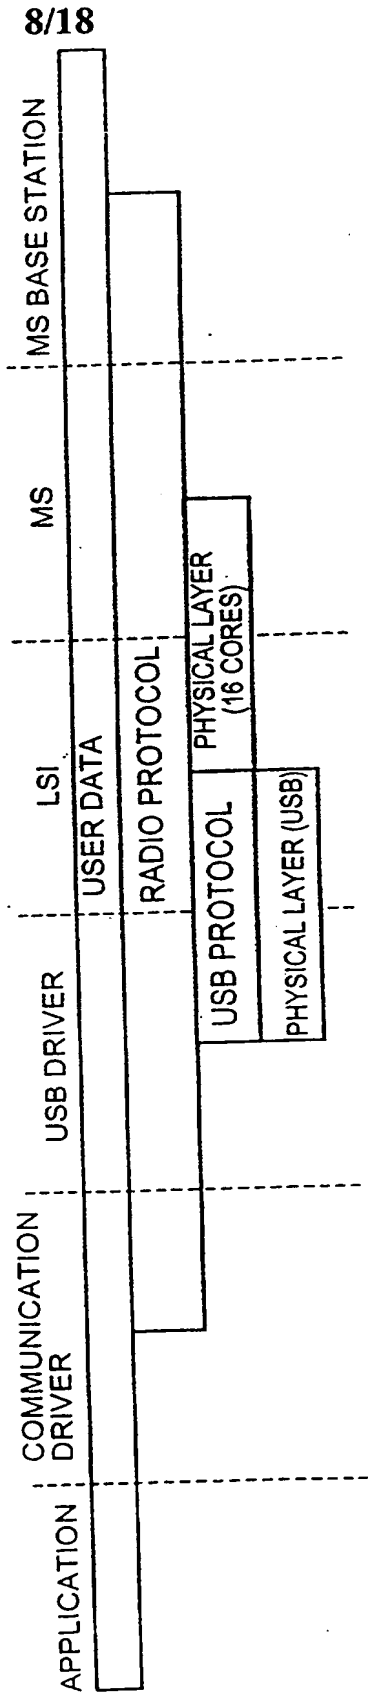 8/18
APPLICATION
COMMUNICATION
DRIVER
USB DRIVER
LSI
MS
MS BASE STATION
USER DATA
RADIO PROTOCOL
USB PROTOCOL
PHYSICAL LAYER
(16 CORES)
PHYSICAL LAYER (USB)